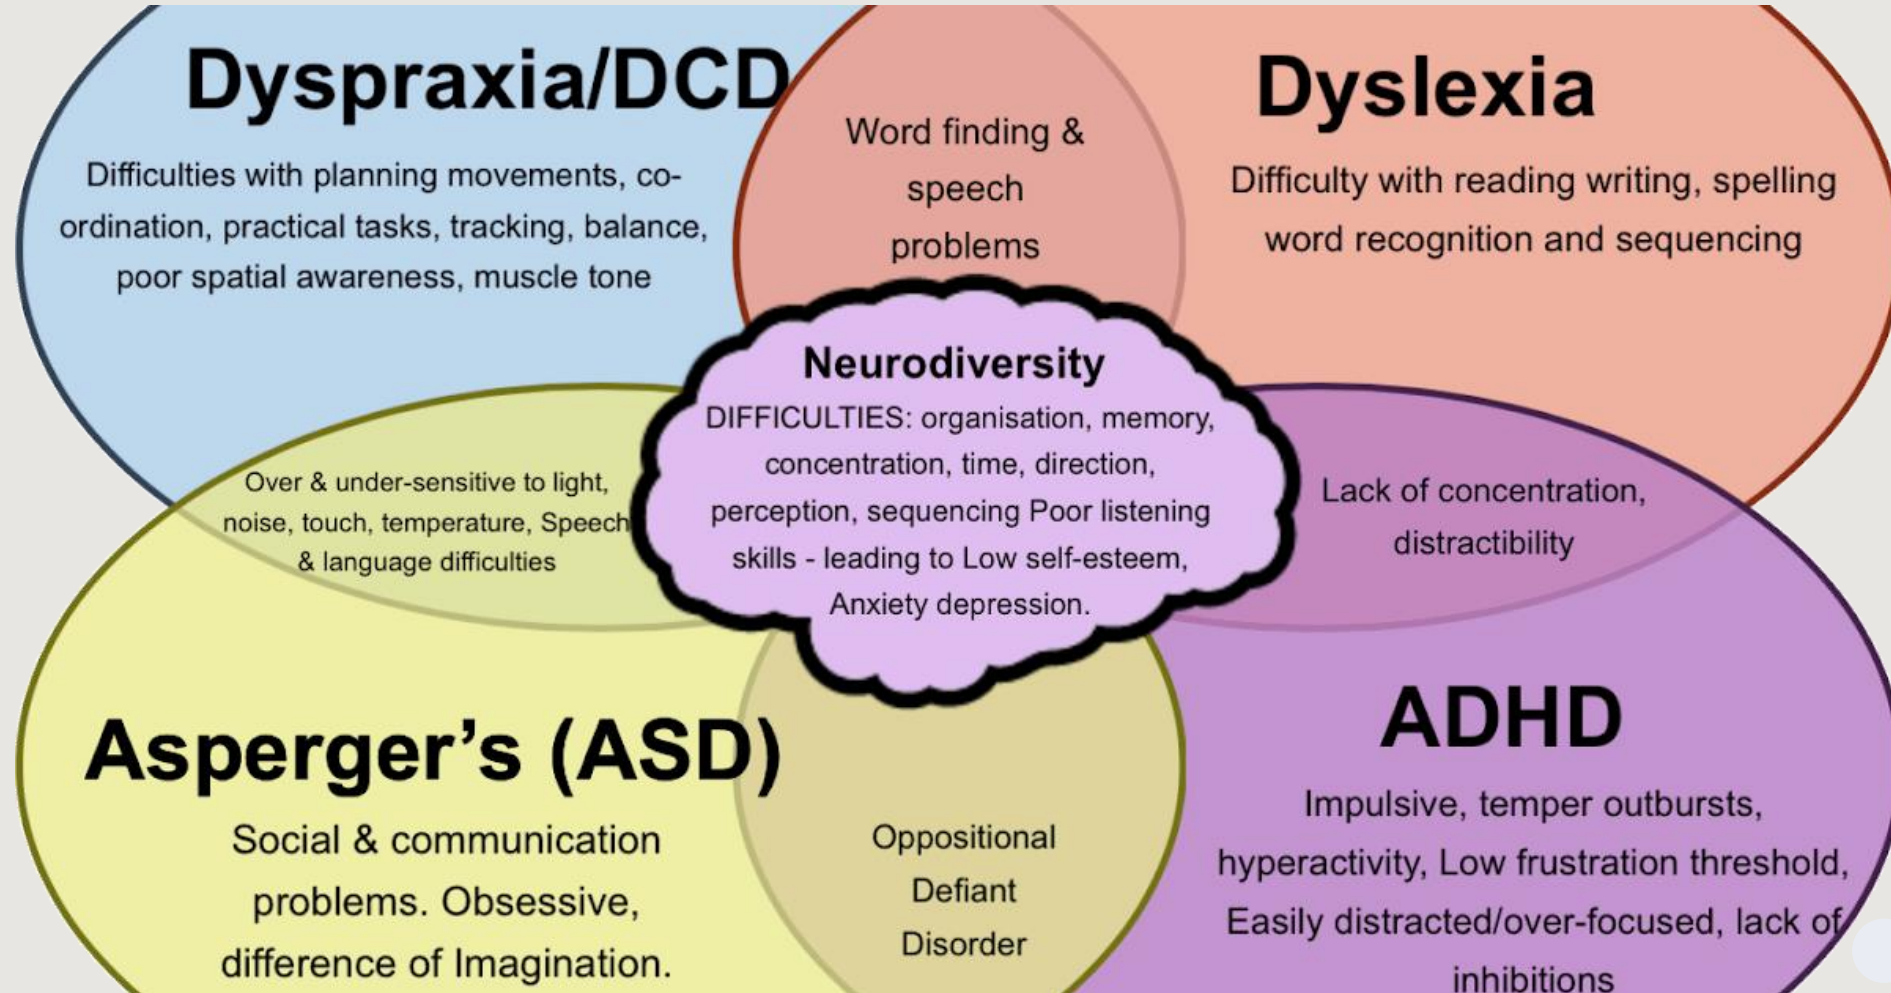 Dyspraxia/DCD
Difficulties with planning movements, co-
ordination, practical tasks, tracking, balance,
poor spatial awareness, muscle tone
Word finding &
speech
problems
Dyslexia
Difficulty with reading writing, spelling
word recognition and sequencing
Neurodiversity
DIFFICULTIES: organisation, memory,
concentration, time, direction,
perception, sequencing Poor listening
skills - leading to Low self-esteem,
Anxiety depression.
Over & under-sensitive to light,
noise, touch, temperature, Speech
& language difficulties
Lack of concentration,
distractibility
Asperger’s (ASD)
Social & communication
problems. Obsessive,
difference of Imagination.
Oppositional
Defiant
Disorder
ADHD
Impulsive, temper outbursts,
hyperactivity, Low frustration threshold,
Easily distracted/over-focused, lack of
inhibitions